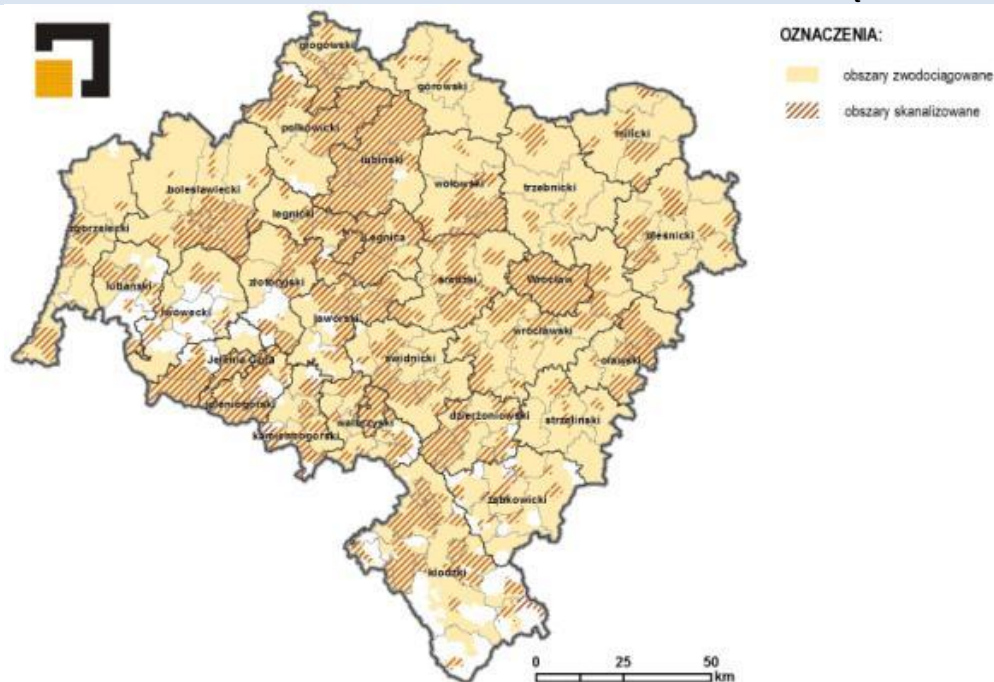 OZNACZENIA:
obszary zwodociągowane
obszary skanalizowane
głogowski
górowski
polkowicki
milicki
lubiński
bolesławiecki
wołowski
trzebnicki
legnicki
zgorzelecki
Legnica
oleśnicki
lubański
złotoryjski
średzki
Wrocław
lwówecki
jaworski
wrocławski
Jelenia Góra
świdnicki
oławski
jeleniogórski
dzierżoniowski
strzeliński
wałbrzyski
kamiennogórski
ząbkowicki
kłodzki
0 25 50
km